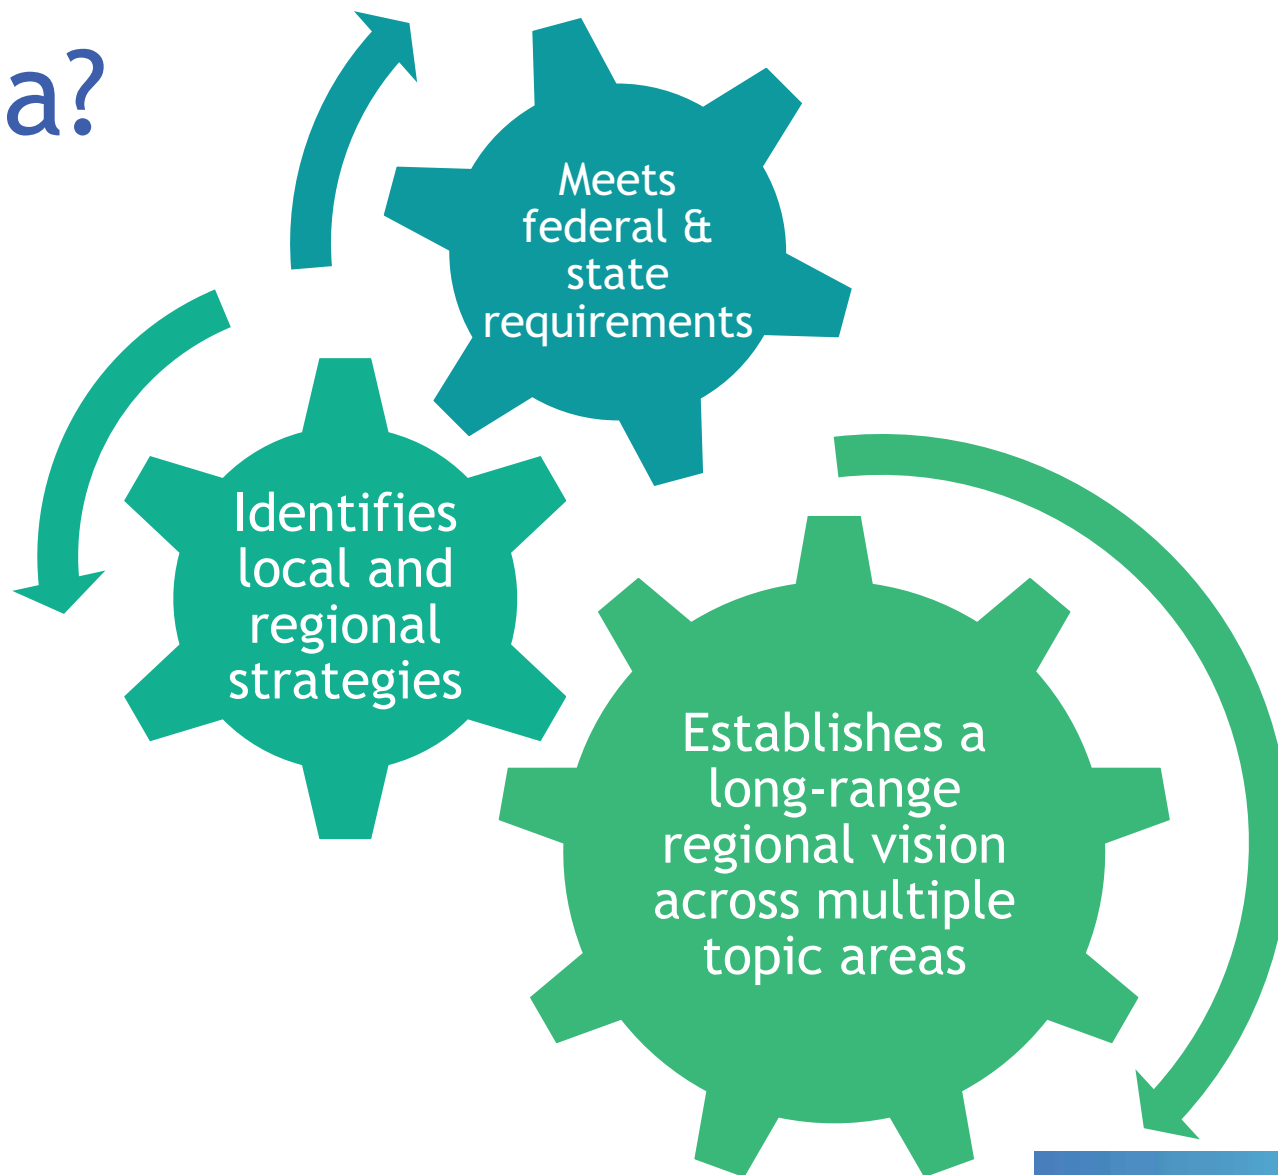 a?
Meets
federal &
state
requirements
Identifies
local and
regional
strategies
Establishes a
long-range
regional vision
across multiple
topic areas